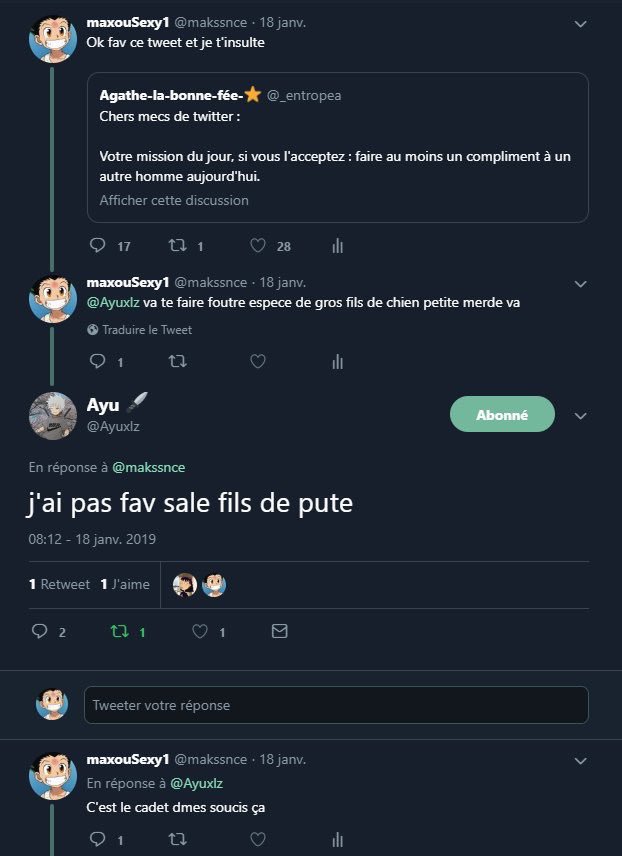 maxouSexy1 @makssnce · 18 janv.
Ok fav ce tweet et je t'insulte
Agathe-la-bonne-fée-⭐ @_entropea
Chers mecs de twitter :
Votre mission du jour, si vous l'acceptez : faire au moins un compliment à un
autre homme aujourd'hui.
Afficher cette discussion
17 1 28
maxouSexy1 @makssnce · 18 janv.
@Ayuxlz va te faire foutre espece de gros fils de chien petite merde va
Traduire le Tweet
1
Ayu 🔪
Abonné
@Ayuxlz
En réponse à @makssnce
j'ai pas fav sale fils de pute
08:12 - 18 janv. 2019
1 Retweet 1 J'aime
2 1 1
Tweeter votre réponse
maxouSexy1 @makssnce · 18 janv.
En réponse à @Ayuxlz
C'est le cadet dmes soucis ça
1